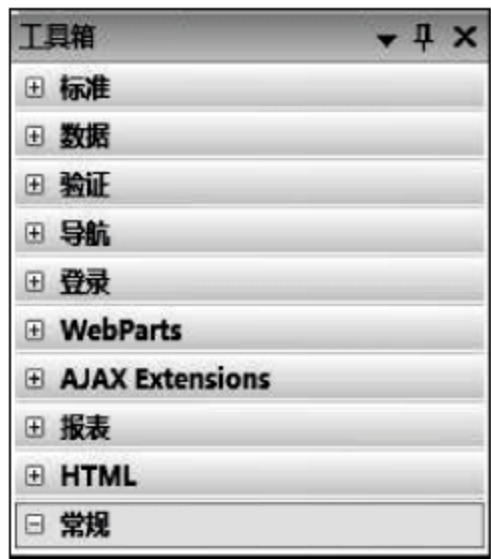 工具箱
标准
数据
验证
导航
登录
WebParts
AJAX Extensions
报表
HTML
常规